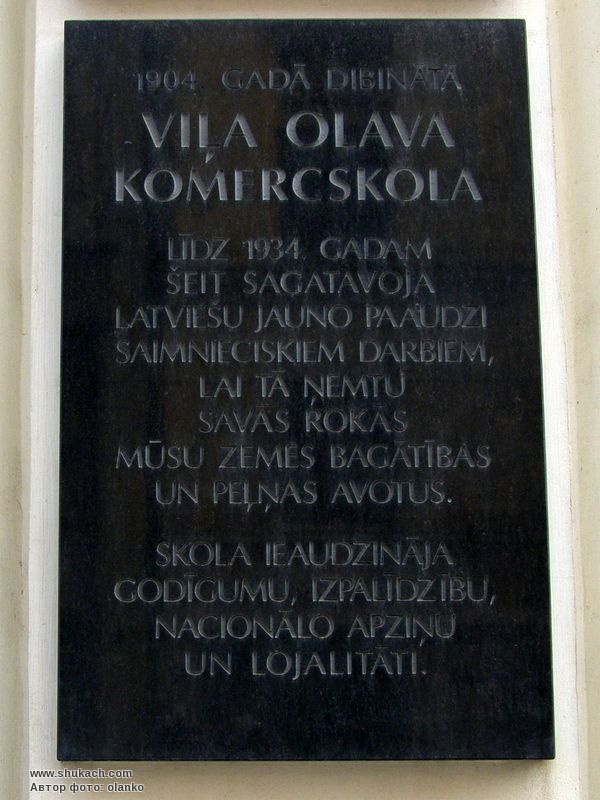 1904. GADĀ DIBINĀTĀ
VIĻA OLAVA
KOMERCSKOLA
LĪDZ 1934. GADAM
ŠEIT SAGATAVOJA
LATVIEŠU JAUNO PAAUDZI
SAIMNIECISKIEM DARBIEM,
LAI TĀ ŅEMTU
SAVĀS ROKĀS
MŪSU ZEMES BAGĀTĪBAS
UN PEĻŅAS AVOTUS.
SKOLA IEAUDZINĀJA
GODĪGUMU, IZPALĪDZĪBU,
NACIONĀLO APZIŅU
UN LOJALITĀTI.
www.shukach.com
Автор фото: olanko